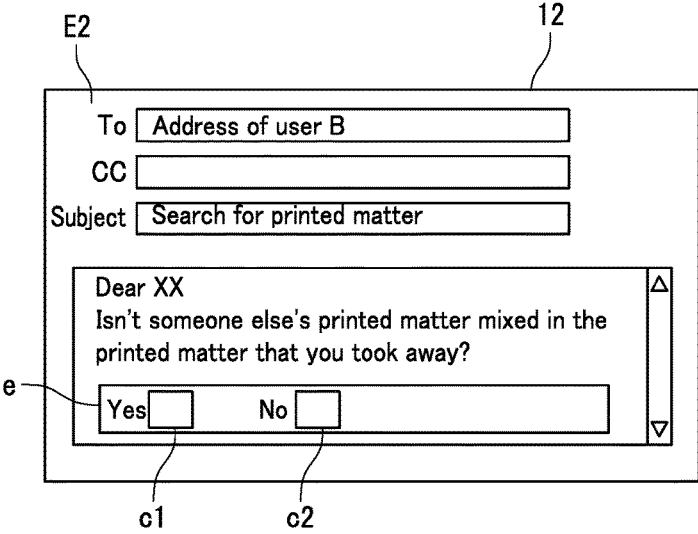 E2
12
To Address of user B
CC
Subject Search for printed matter
Dear XX
Isn't someone else's printed matter mixed in the
printed matter that you took away?
e
Yes No
c1 c2